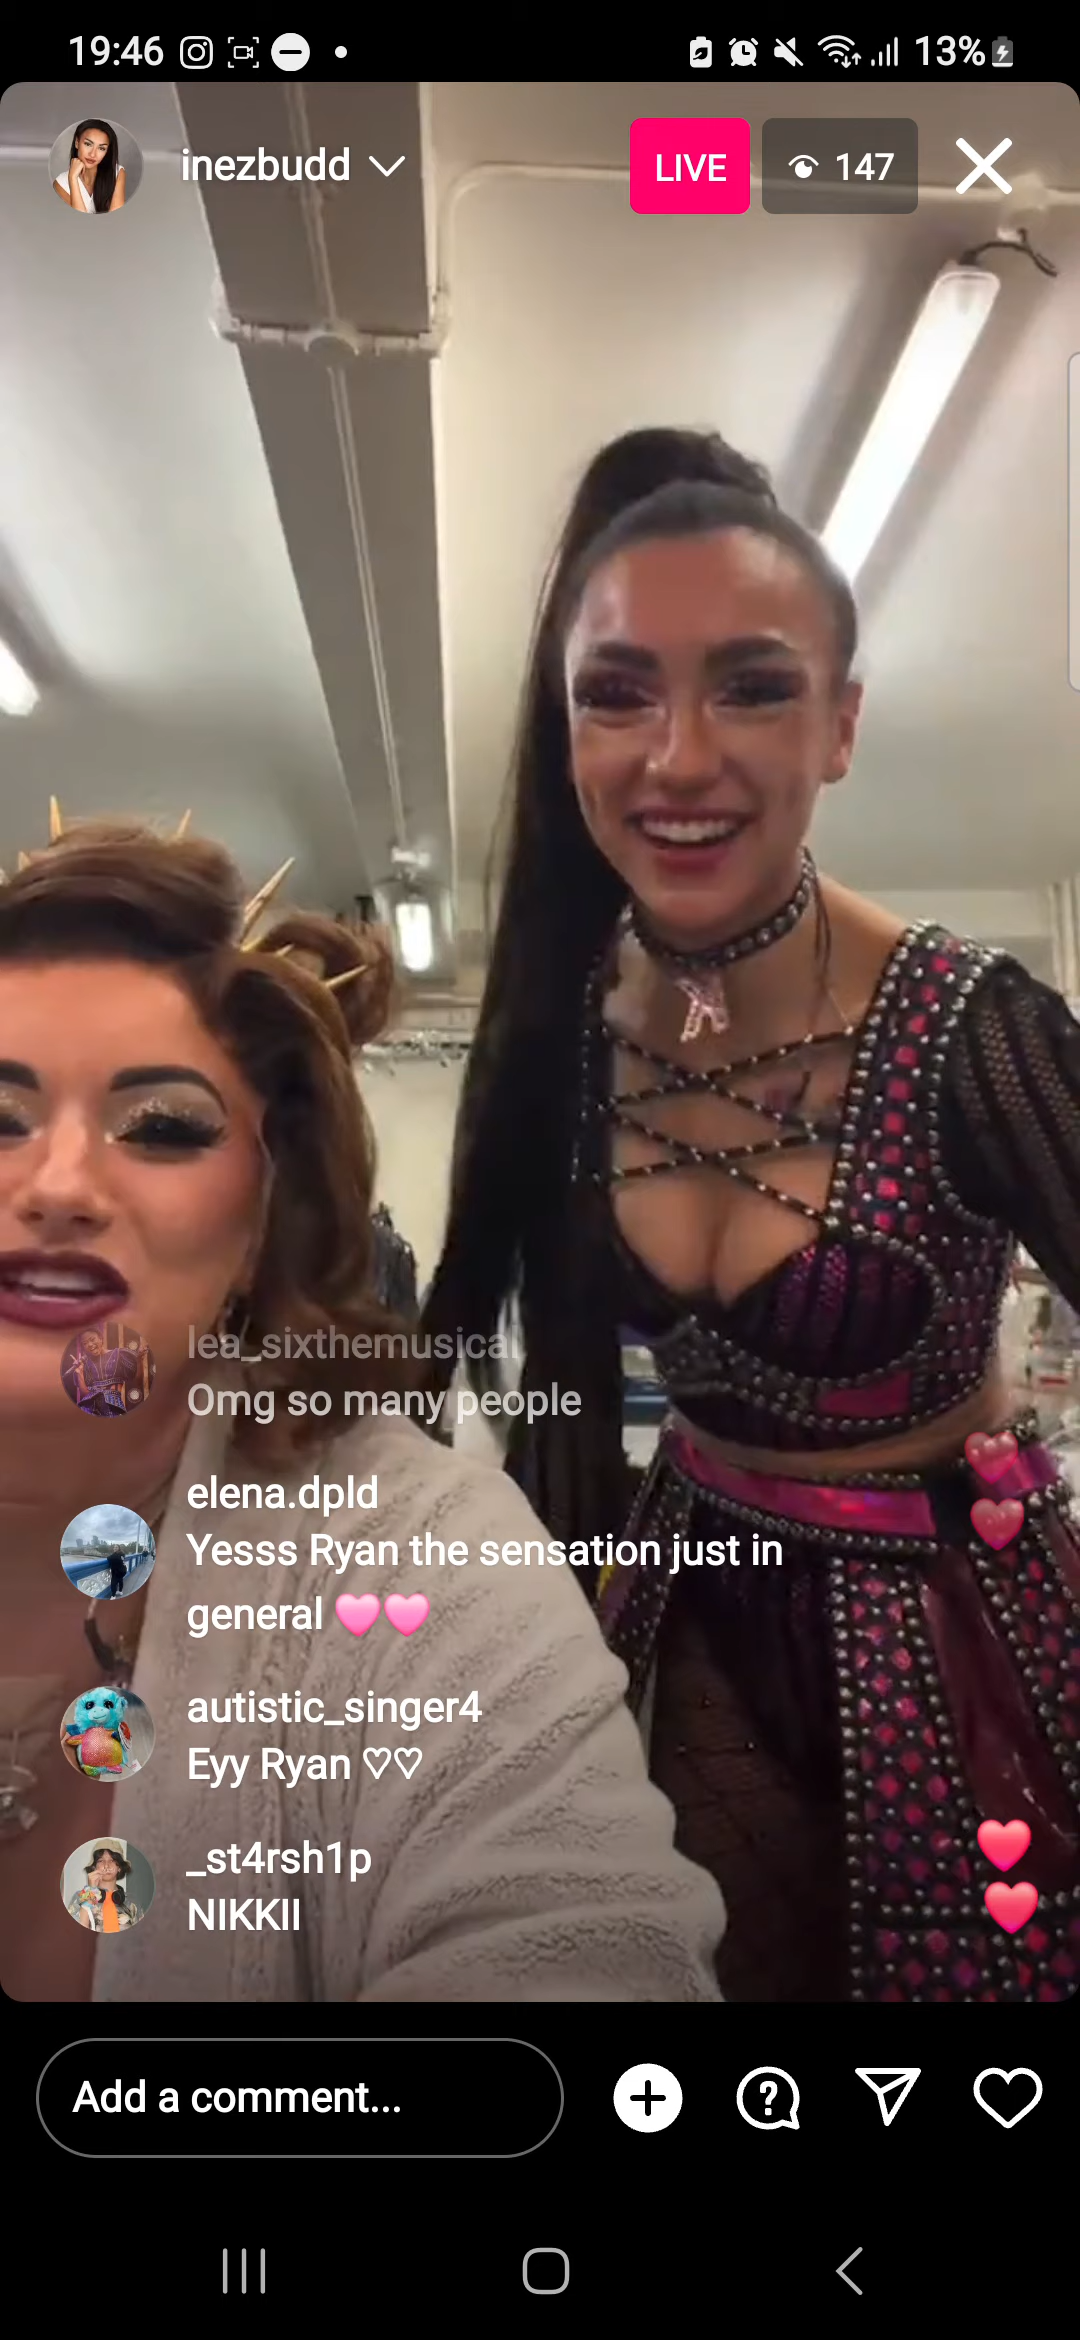 19:46
13%
inezbudd
LIVE
147
lea_sixthemusical
Omg so many people
elena.dpld
Yesss Ryan the sensation just in
general 🩷🩷
autistic_singer4
Eyy Ryan ♡♡
_st4rsh1p
NIKKII
Add a comment...